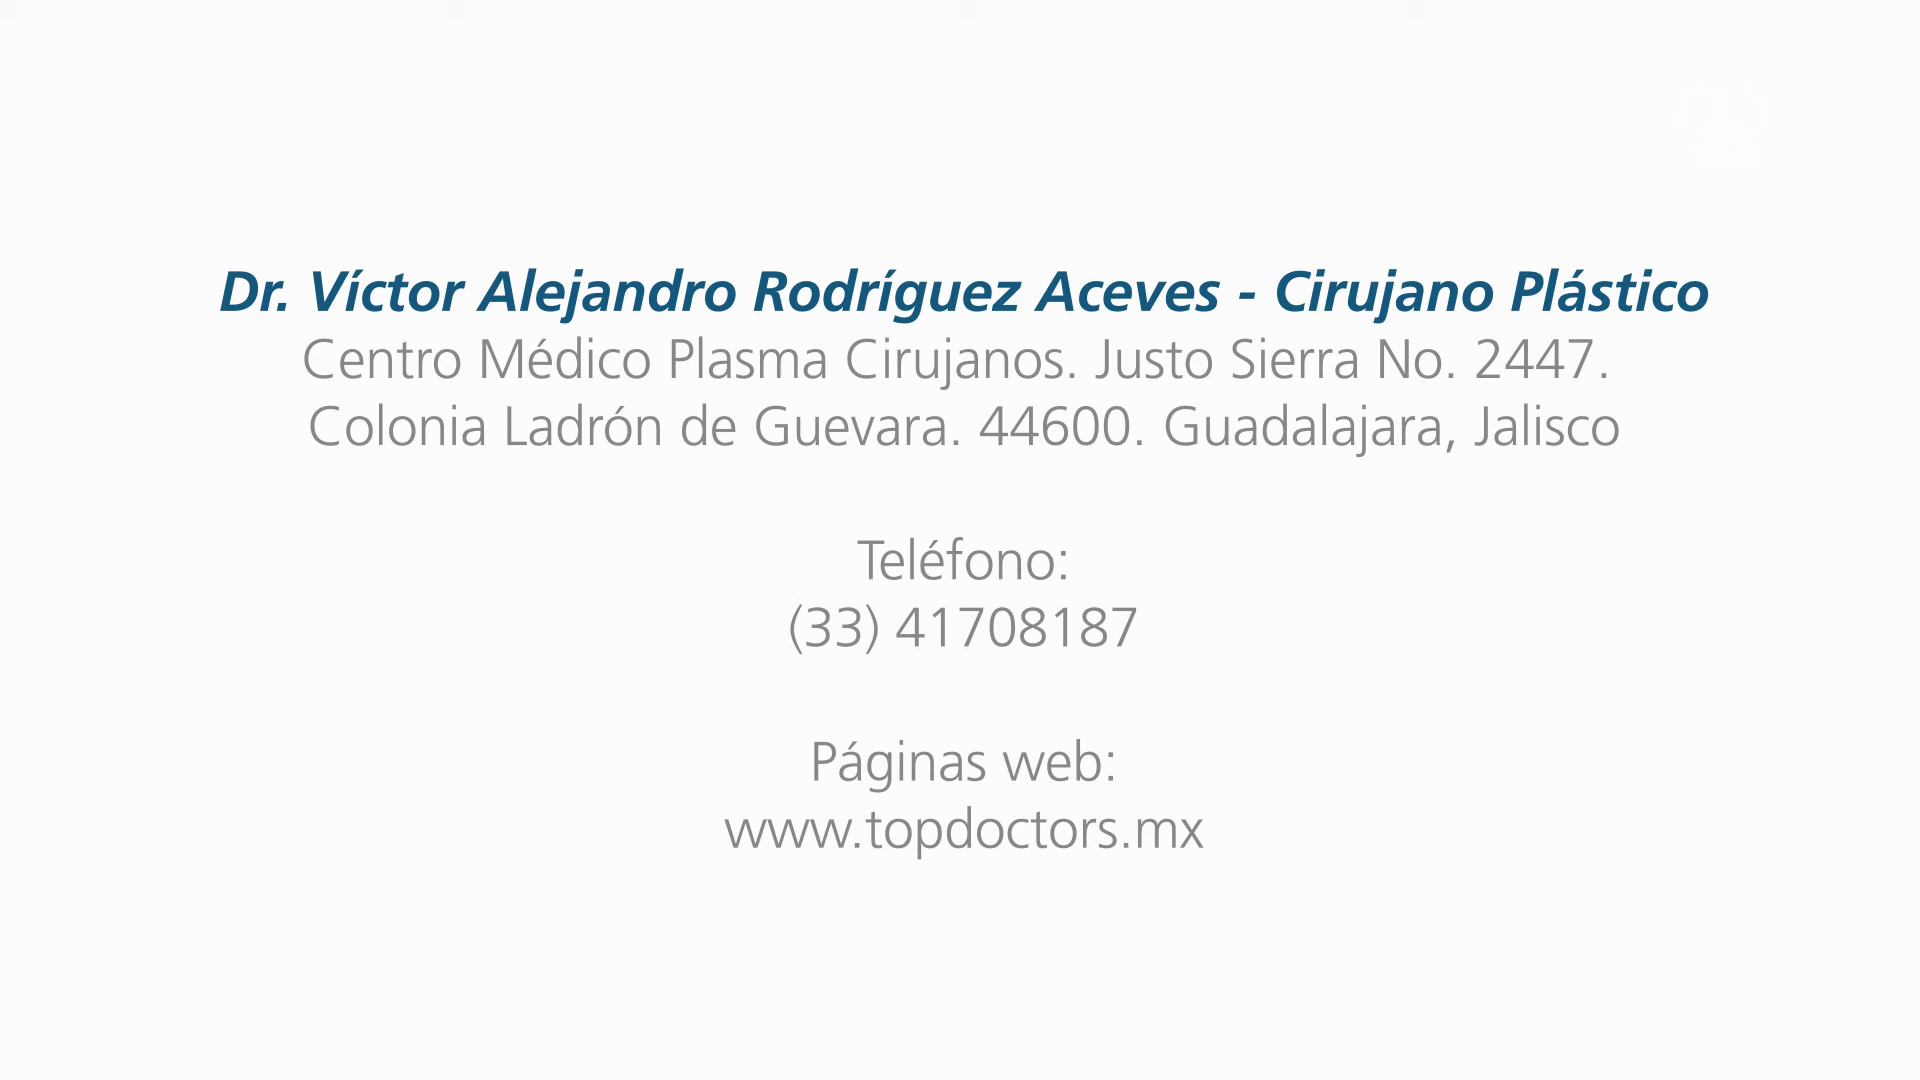 Dr. Víctor Alejandro Rodríguez Aceves - Cirujano Plástico
Centro Médico Plasma Cirujanos. Justo Sierra No. 2447.
Colonia Ladrón de Guevara. 44600. Guadalajara, Jalisco
Teléfono:
(33) 41708187
Páginas web:
www.topdoctors.mx